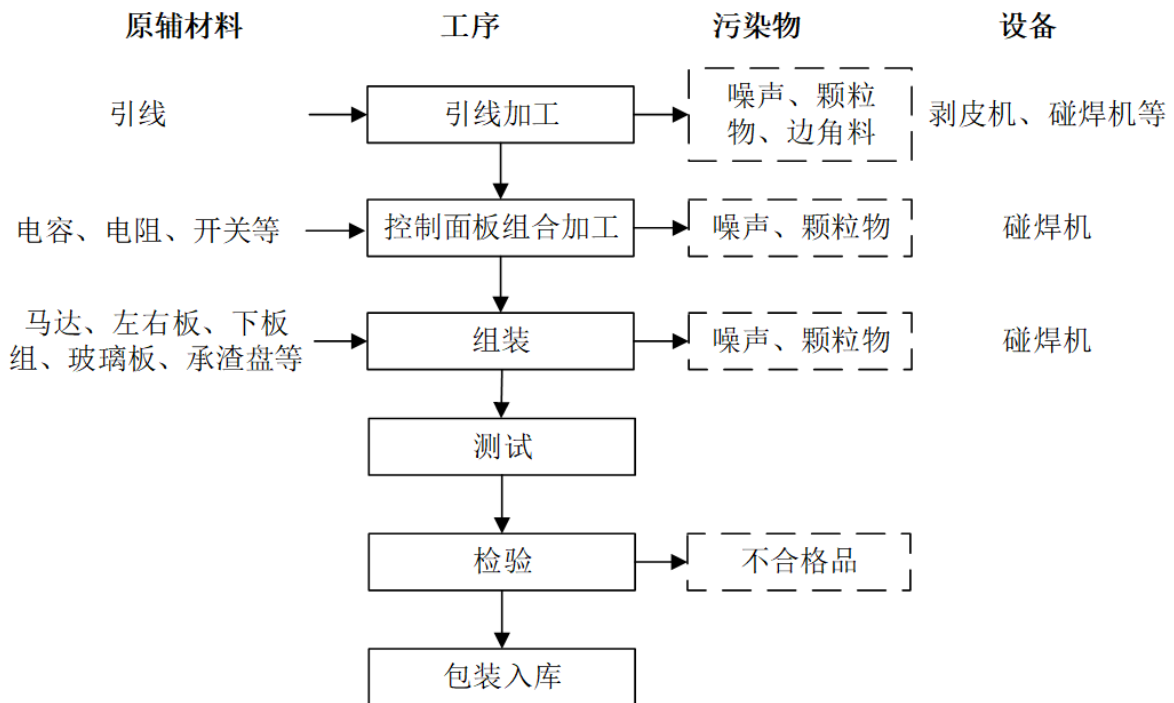 原辅材料 工序 污染物 设备
引线
引线加工
噪声、颗粒
物、边角料
剥皮机、碰焊机等
电容、电阻、开关等
控制面板组合加工
噪声、颗粒物
碰焊机
马达、左右板、下板
组、玻璃板、承渣盘等
组装
噪声、颗粒物
碰焊机
测试
检验
不合格品
包装入库